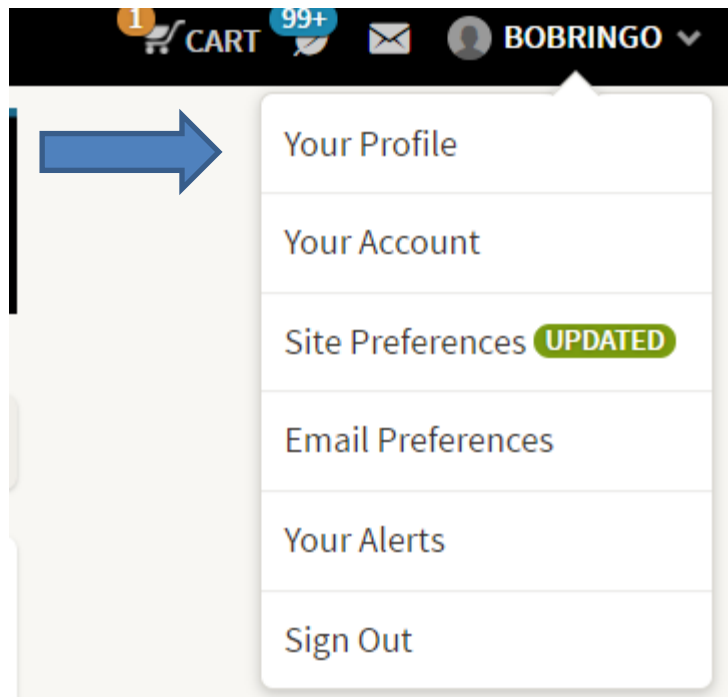 1 CART 99+ BOBRINGO
Your Profile
Your Account
Site Preferences UPDATED
Email Preferences
Your Alerts
Sign Out